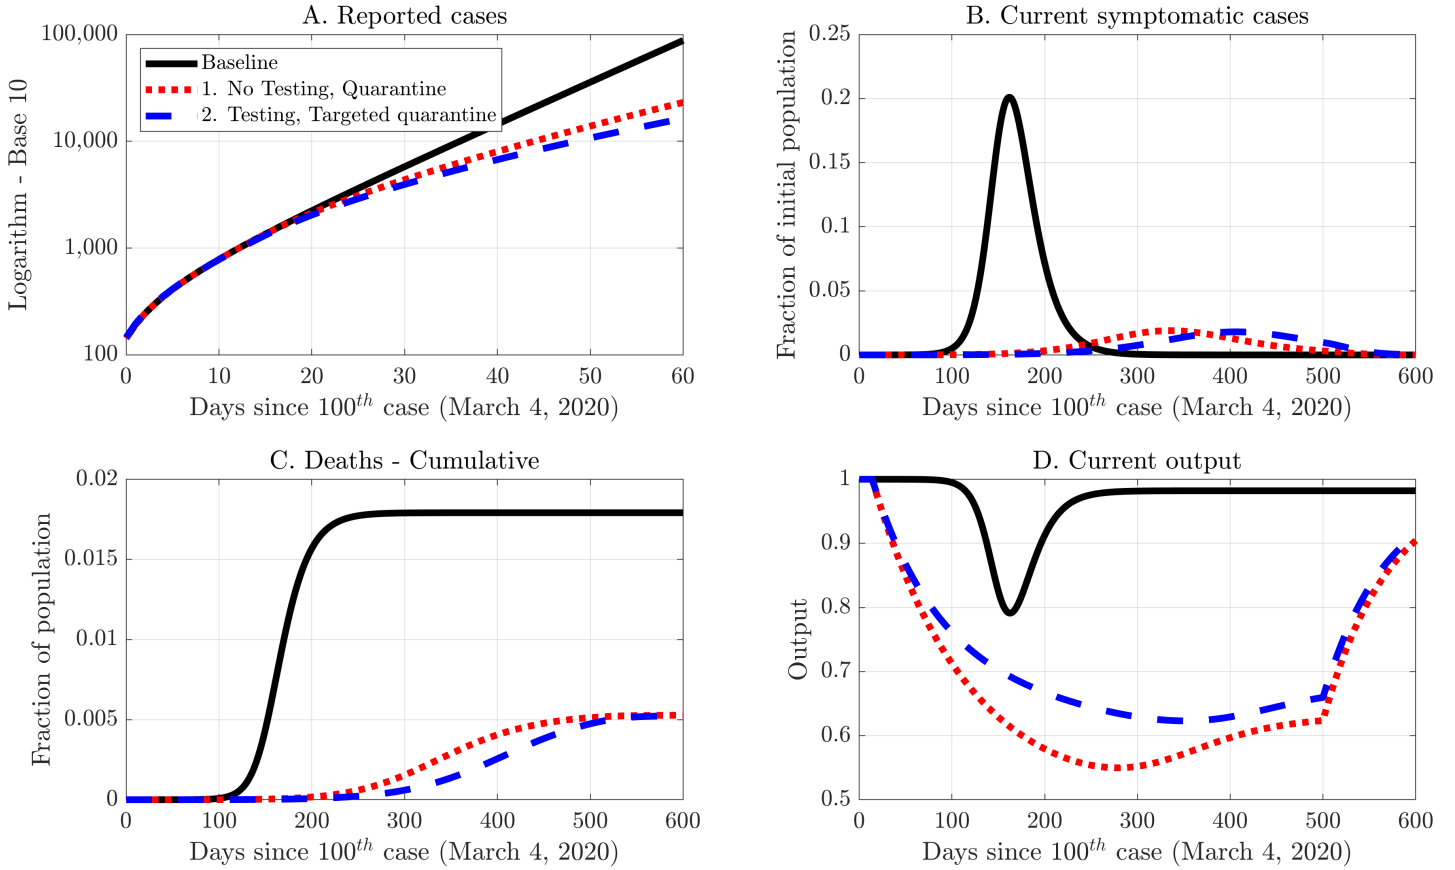 A. Reported cases
100,000
10,000
1,000
100
Logarithm - Base 10
Baseline
1. No Testing, Quarantine
2. Testing, Targeted quarantine
0 10 20 30 40 50 60
Days since 100th case (March 4, 2020)
B. Current symptomatic cases
0.25
0.2
0.15
0.1
0.05
0
Fraction of initial population
0 100 200 300 400 500 600
Days since 100th case (March 4, 2020)
C. Deaths - Cumulative
0.02
0.015
0.01
0.005
0
Fraction of population
0 100 200 300 400 500 600
Days since 100th case (March 4, 2020)
D. Current output
1
0.9
0.8
0.7
0.6
0.5
Output
0 100 200 300 400 500 600
Days since 100th case (March 4, 2020)